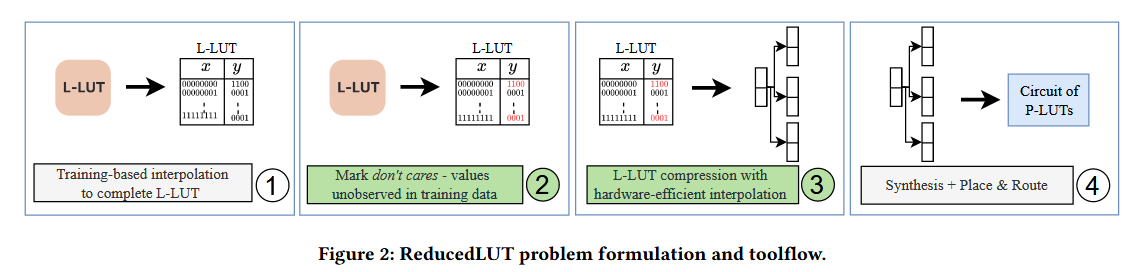 L-LUT
L-LUT
x y
00000000 1100
00000001 0001
11111111 0001
Training-based interpolation
to complete L-LUT
1
L-LUT
L-LUT
x y
00000000 1100
00000001 0001
11111111 0001
Mark don't cares - values
unobserved in training data
2
L-LUT
x y
00000000 1100
00000001 0001
11111111 0001
L-LUT compression with
hardware-efficient interpolation
3
Circuit of
P-LUTs
Synthesis + Place & Route
4
Figure 2: ReducedLUT problem formulation and toolflow.